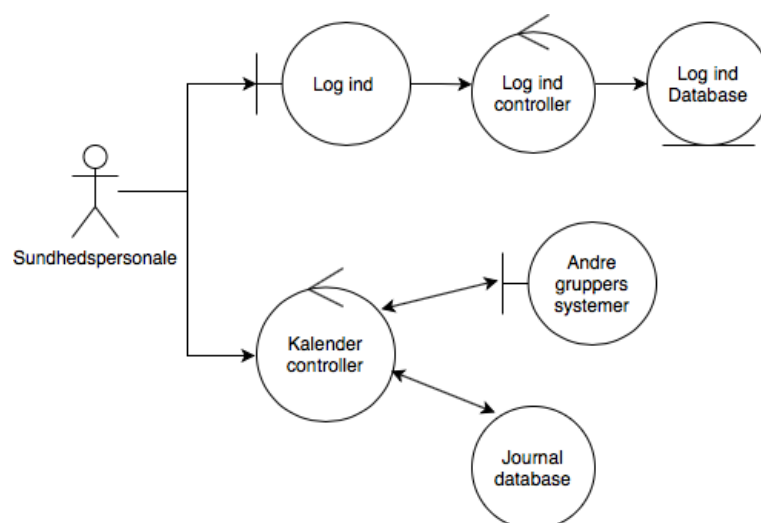 Log ind
Log ind
controller
Log ind
Database
Sundhedspersonale
Andre
gruppers
systemer
Kalender
controller
Journal
database